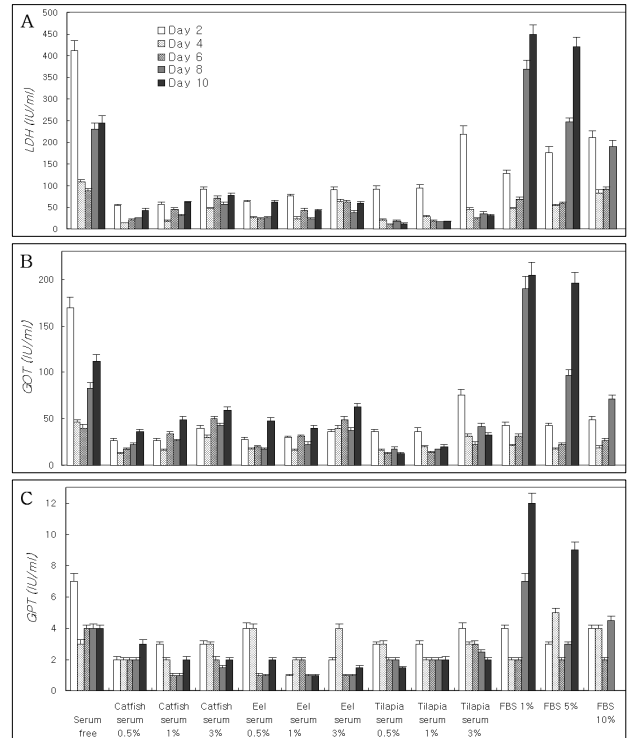 A
500
450
400
350
300
250
200
150
100
50
0
LDH (IU/ml)
Day 2
Day 4
Day 6
Day 8
Day 10
B
200
150
100
50
0
GOT (IU/ml)
C
12
10
8
6
4
2
0
GPT (IU/ml)
Serum free
Catfish serum 0.5%
Catfish serum 1%
Catfish serum 3%
Eel serum 0.5%
Eel serum 1%
Eel serum 3%
Tilapia serum 0.5%
Tilapia serum 1%
Tilapia serum 3%
FBS 1%
FBS 5%
FBS 10%